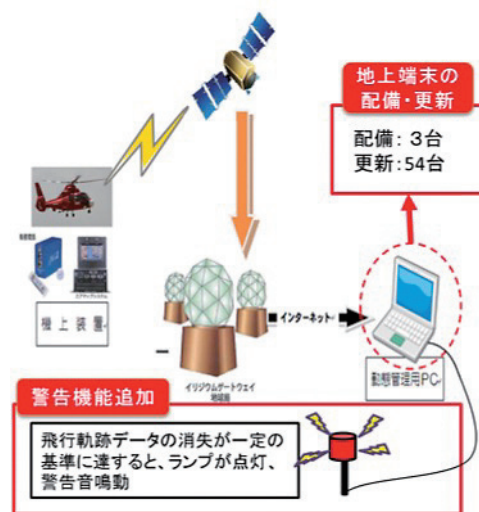 地上端末の
配備・更新
配備: 3台
更新:54台
機上装置
インターネット
イリジウムゲートウェイ
地球局
動態管理用PC
警告機能追加
飛行軌跡データの消失が一定の
基準に達すると、ランプが点灯、
警告音鳴動